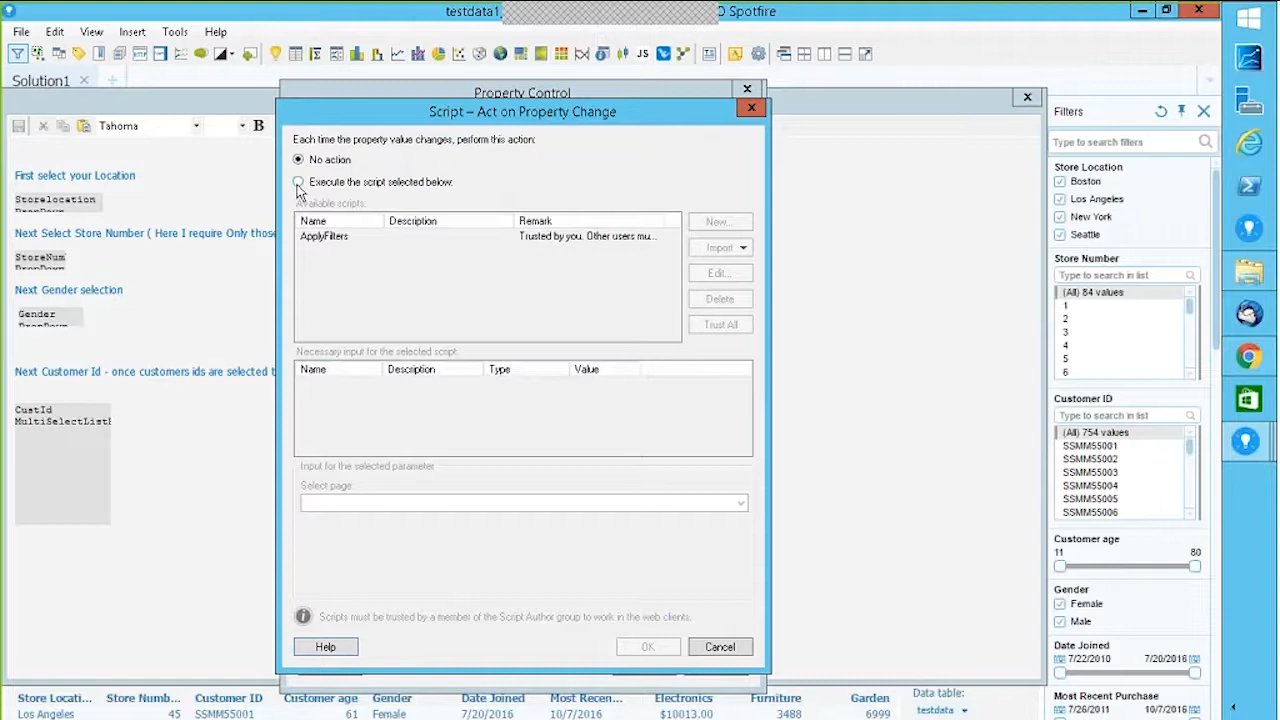 testdata1_ O Spotfire
File Edit View Insert Tools Help
JS
Solution1
Property Control
Script – Act on Property Change
Tahoma B
First select your Location
Storelocation
Next Select Store Number ( Here I require Only those
StoreNum
Next Gender selection
Gender
Next Customer Id - once customers ids are selected t
CustId
MultiSelectListB
Each time the property value changes, perform this action:
No action
Execute the script selected below:
Available scripts:
Name Description Remark
ApplyFilters Trusted by you. Other users mu...
New...
Import
Edit...
Delete
Trust All
Necessary input for the selected script:
Name Description Type Value
Input for the selected parameter
Select page:
Scripts must be trusted by a member of the Script Author group to work in the web clients.
Help OK Cancel
Filters
Type to search filters
Store Location
Boston
Los Angeles
New York
Seattle
Store Number
Type to search in list
(All) 84 values
1
2
3
4
5
6
Customer ID
Type to search in list
(All) 754 values
SSMM55001
SSMM55002
SSMM55003
SSMM55004
SSMM55005
SSMM55006
Customer age
11 80
Gender
Female
Male
Date Joined
7/22/2010 7/20/2016
Most Recent Purchase
7/26/2011 10/7/2016
Store Locati... Store Numb... Customer ID Customer age Gender Date Joined Most Recen... Electronics Furniture Garden
Los Angeles 45 SSMM55001 61 Female 7/20/2016 10/7/2016 $10013.00 3488 6999
Data table:
testdata